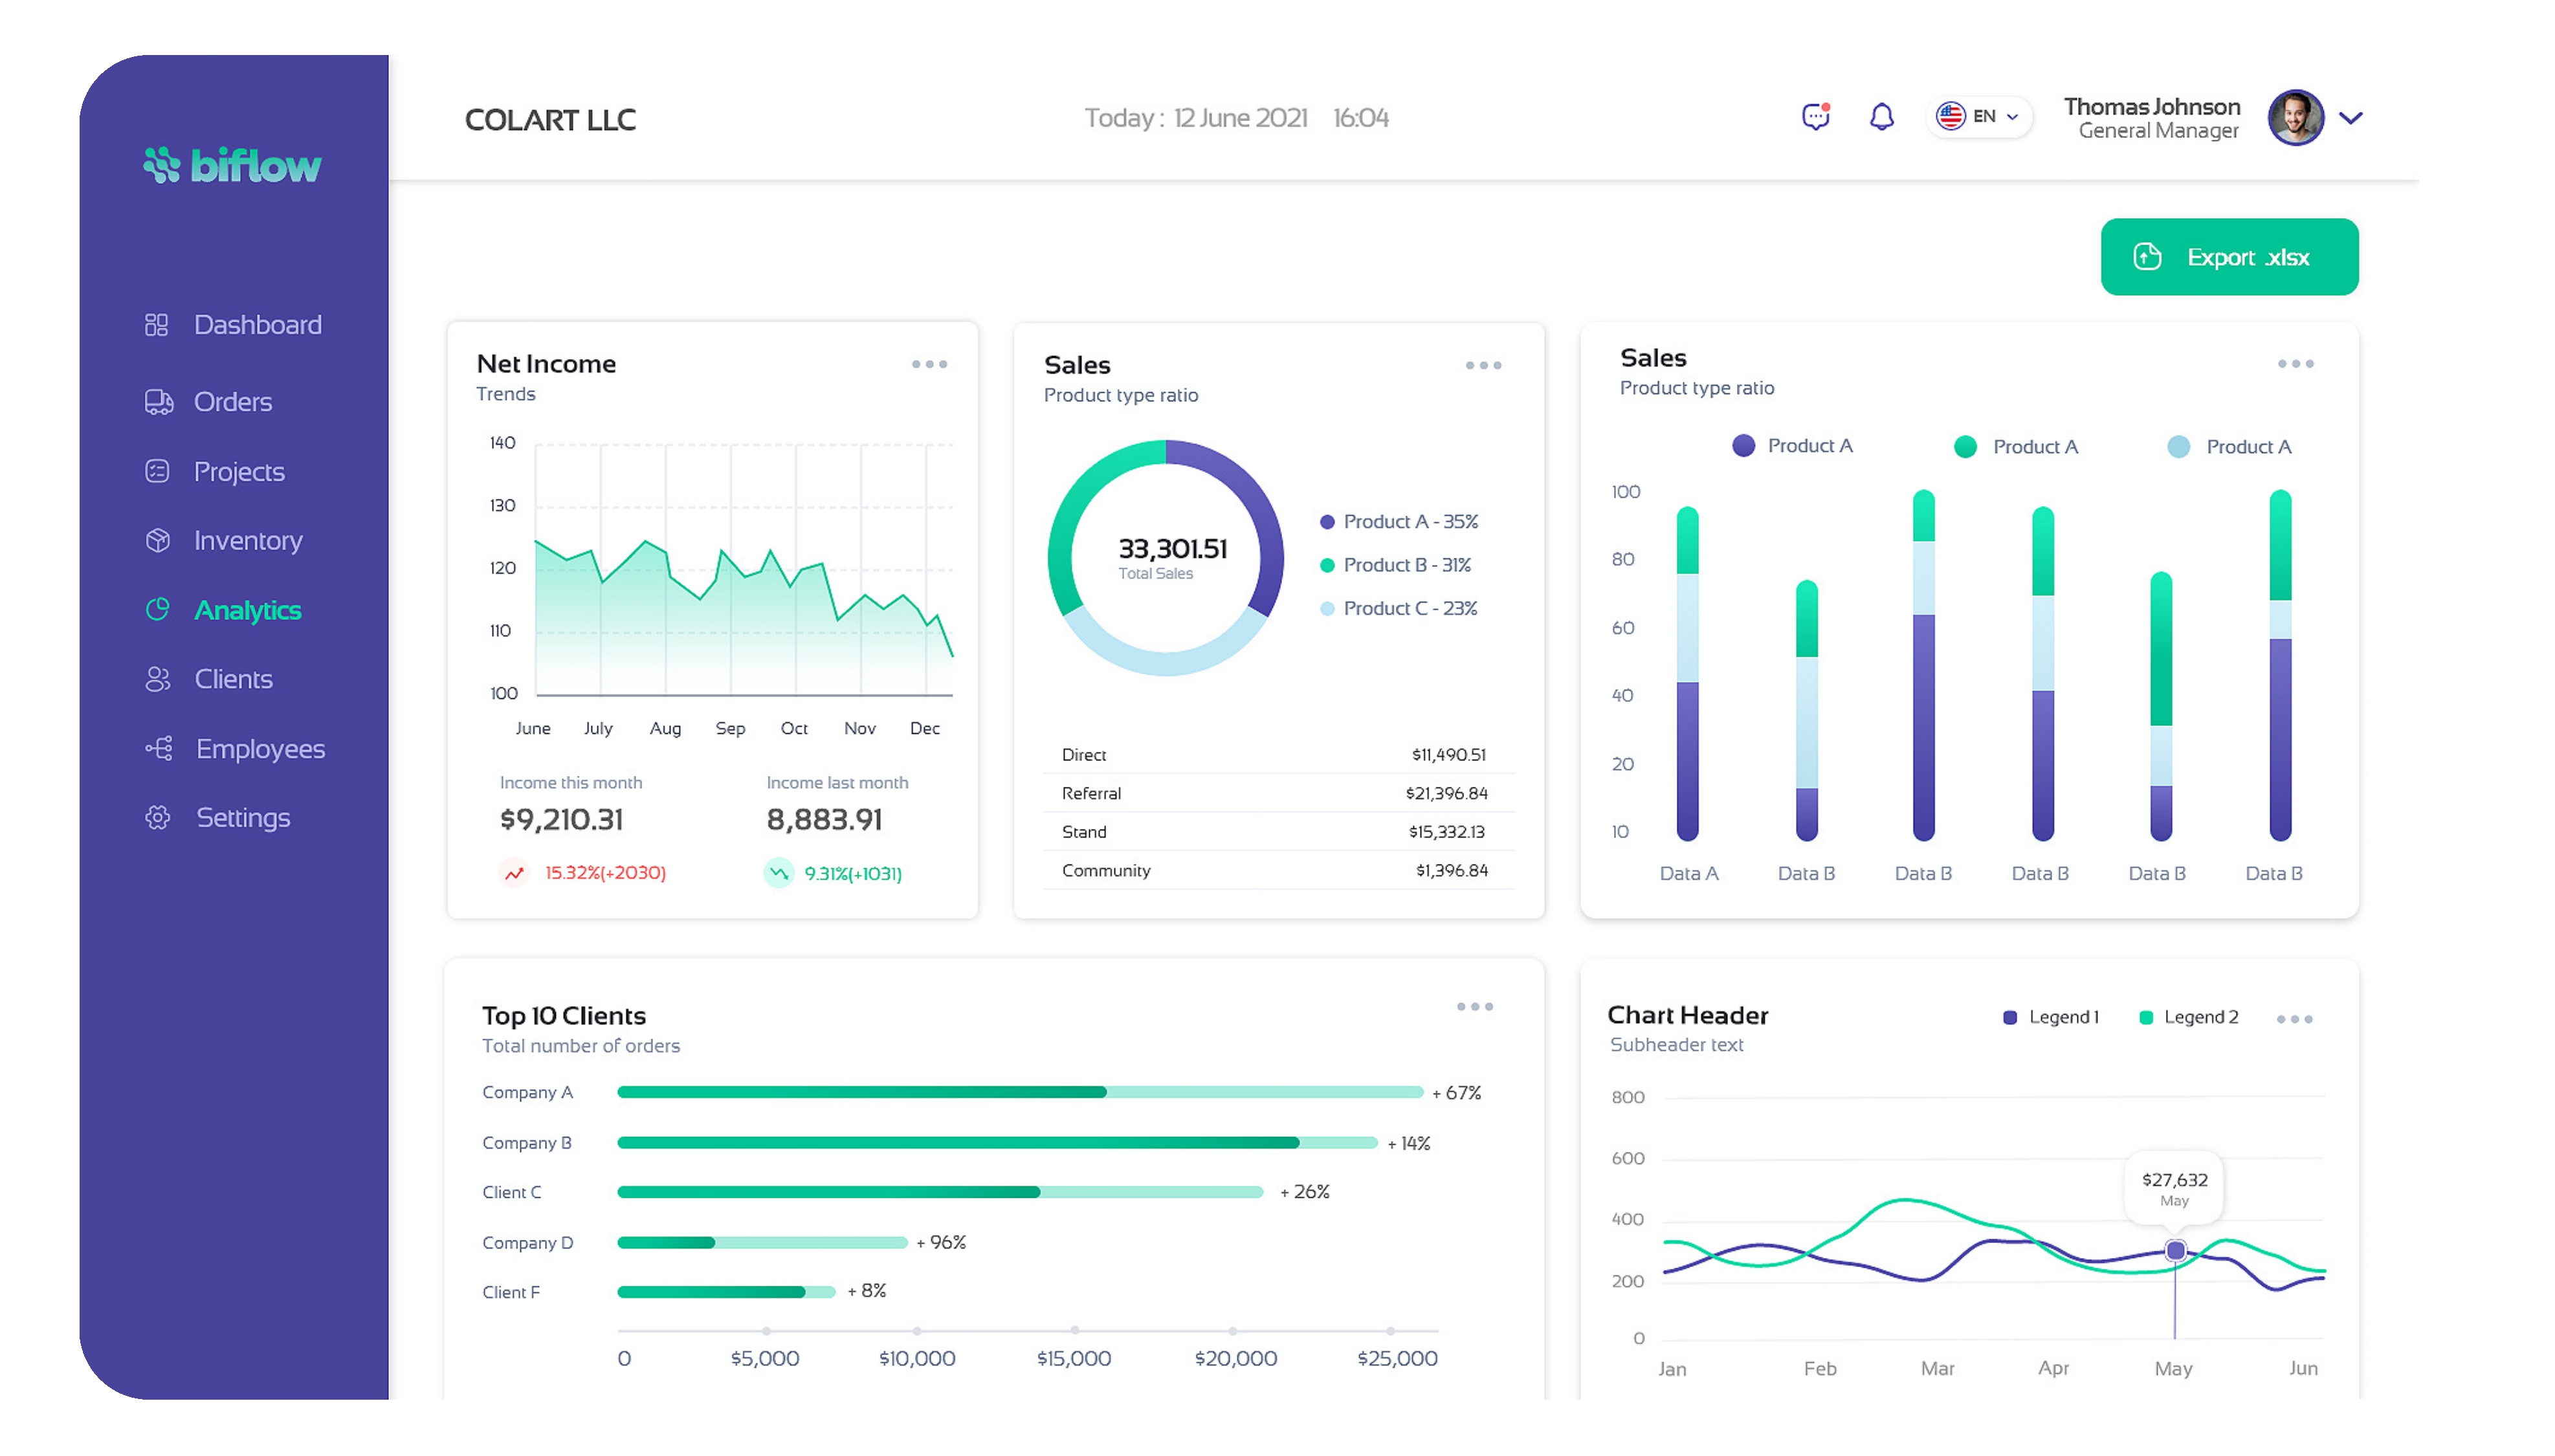 biflow
Dashboard
Orders
Projects
Inventory
Analytics
Clients
Employees
Settings
COLART LLC
Today : 12 June 2021 16:04
EN
Thomas Johnson
General Manager
Export .xlsx
Net Income
Trends
140
130
120
110
100
June July Aug Sep Oct Nov Dec
Income this month
$9,210.31
15.32%(+2030)
Income last month
8,883.91
9.31%(+1031)
Sales
Product type ratio
33,301.51
Total Sales
Product A - 35%
Product B - 31%
Product C - 23%
Direct $11,490.51
Referral $21,396.84
Stand $15,332.13
Community $1,396.84
Sales
Product type ratio
Product A Product A Product A
100
80
60
40
20
10
Data A Data B Data B Data B Data B Data B
Top 10 Clients
Total number of orders
Company A + 67%
Company B + 14%
Client C + 26%
Company D + 96%
Client F + 8%
0 $5,000 $10,000 $15,000 $20,000 $25,000
Chart Header
Subheader text
Legend 1 Legend 2
800
600
400
200
0
$27,632
May
Jan Feb Mar Apr May Jun